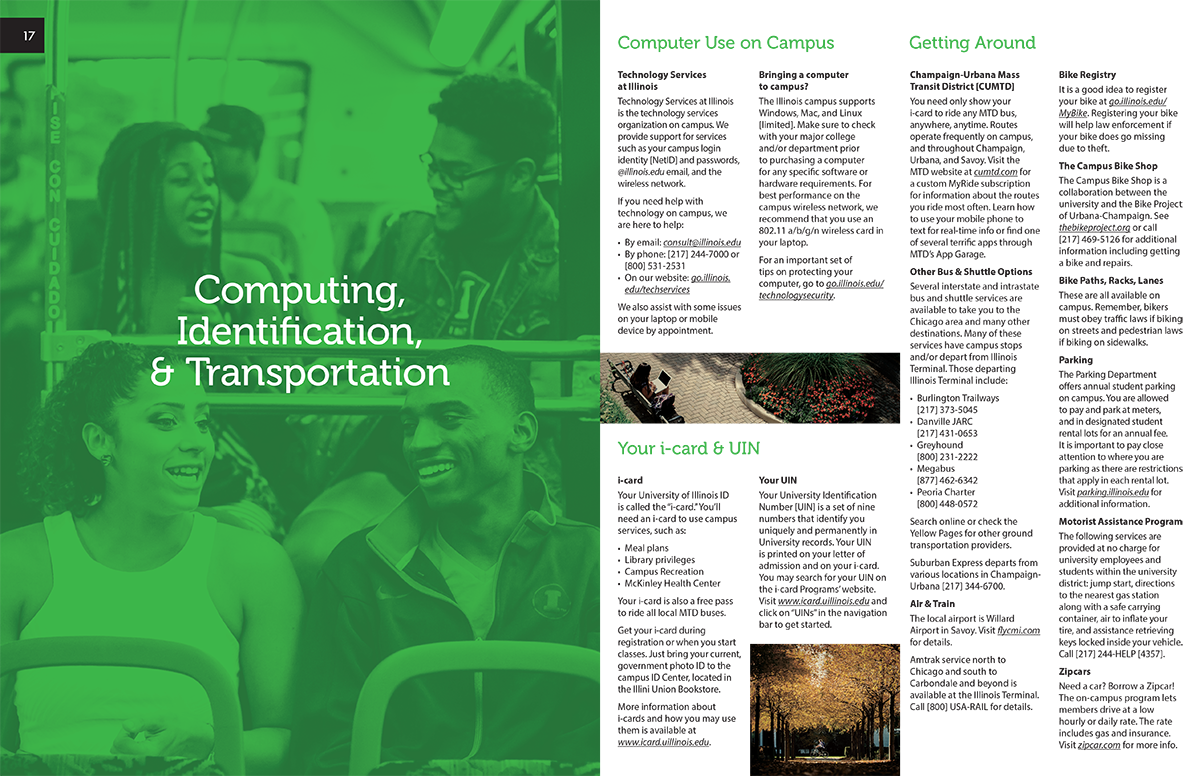 17
Computing,
Identification,
& Transportation
Computer Use on Campus
Technology Services
at Illinois
Technology Services at Illinois
is the technology services
organization on campus. We
provide support for services
such as your campus login
identity [NetID] and passwords,
@illinois.edu email, and the
wireless network.
If you need help with
technology on campus, we
are here to help:
• By email: consult@illinois.edu
• By phone: [217] 244-7000 or
[800] 531-2531
• On our website: go.illinois.
edu/techservices
We also assist with some issues
on your laptop or mobile
device by appointment.
Bringing a computer
to campus?
The Illinois campus supports
Windows, Mac, and Linux
[limited]. Make sure to check
with your major college
and/or department prior
to purchasing a computer
for any specific software or
hardware requirements. For
best performance on the
campus wireless network, we
recommend that you use an
802.11 a/b/g/n wireless card in
your laptop.
For an important set of
tips on protecting your
computer, go to go.illinois.edu/
technologysecurity.
Your i-card & UIN
i-card
Your University of Illinois ID
is called the “i-card.” You’ll
need an i-card to use campus
services, such as:
• Meal plans
• Library privileges
• Campus Recreation
• McKinley Health Center
Your i-card is also a free pass
to ride all local MTD buses.
Get your i-card during
registration or when you start
classes. Just bring your current,
government photo ID to the
campus ID Center, located in
the Illini Union Bookstore.
More information about
i-cards and how you may use
them is available at
www.icard.uillinois.edu.
Your UIN
Your University Identification
Number [UIN] is a set of nine
numbers that identify you
uniquely and permanently in
University records. Your UIN
is printed on your letter of
admission and on your i-card.
You may search for your UIN on
the i-card Programs’ website.
Visit www.icard.uillinois.edu and
click on “UINs” in the navigation
bar to get started.
Getting Around
Champaign-Urbana Mass
Transit District [CUMTD]
You need only show your
i-card to ride any MTD bus,
anywhere, anytime. Routes
operate frequently on campus,
and throughout Champaign,
Urbana, and Savoy. Visit the
MTD website at cumtd.com for
a custom MyRide subscription
for information about the routes
you ride most often. Learn how
to use your mobile phone to
text for real-time info or find one
of several terrific apps through
MTD’s App Garage.
Other Bus & Shuttle Options
Several interstate and intrastate
bus and shuttle services are
available to take you to the
Chicago area and many other
destinations. Many of these
services have campus stops
and/or depart from Illinois
Terminal. Those departing
Illinois Terminal include:
• Burlington Trailways
[217] 373-5045
• Danville JARC
[217] 431-0653
• Greyhound
[800] 231-2222
• Megabus
[877] 462-6342
• Peoria Charter
[800] 448-0572
Search online or check the
Yellow Pages for other ground
transportation providers.
Suburban Express departs from
various locations in Champaign-
Urbana [217] 344-6700.
Air & Train
The local airport is Willard
Airport in Savoy. Visit flycmi.com
for details.
Amtrak service north to
Chicago and south to
Carbondale and beyond is
available at the Illinois Terminal.
Call [800] USA-RAIL for details.
Bike Registry
It is a good idea to register
your bike at go.illinois.edu/
MyBike. Registering your bike
will help law enforcement if
your bike does go missing
due to theft.
The Campus Bike Shop
The Campus Bike Shop is a
collaboration between the
university and the Bike Project
of Urbana-Champaign. See
thebikeproject.org or call
[217] 469-5126 for additional
information including getting
a bike and repairs.
Bike Paths, Racks, Lanes
These are all available on
campus. Remember, bikers
must obey traffic laws if biking
on streets and pedestrian laws
if biking on sidewalks.
Parking
The Parking Department
offers annual student parking
on campus. You are allowed
to pay and park at meters,
and in designated student
rental lots for an annual fee.
It is important to pay close
attention to where you are
parking as there are restrictions
that apply in each rental lot.
Visit parking.illinois.edu for
additional information.
Motorist Assistance Program
The following services are
provided at no charge for
university employees and
students within the university
district: jump start, directions
to the nearest gas station
along with a safe carrying
container, air to inflate your
tire, and assistance retrieving
keys locked inside your vehicle.
Call [217] 244-HELP [4357].
Zipcars
Need a car? Borrow a Zipcar!
The on-campus program lets
members drive at a low
hourly or daily rate. The rate
includes gas and insurance.
Visit zipcar.com for more info.